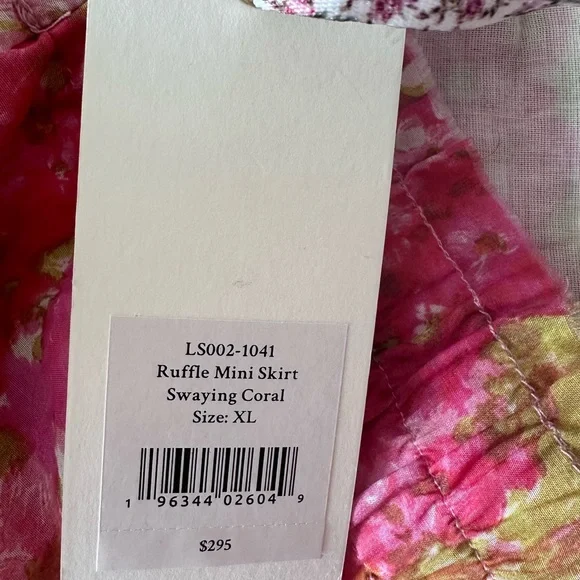 LS002-1041
Ruffle Mini Skirt
Swaying Coral
Size: XL
1 96344 02604 9
$295